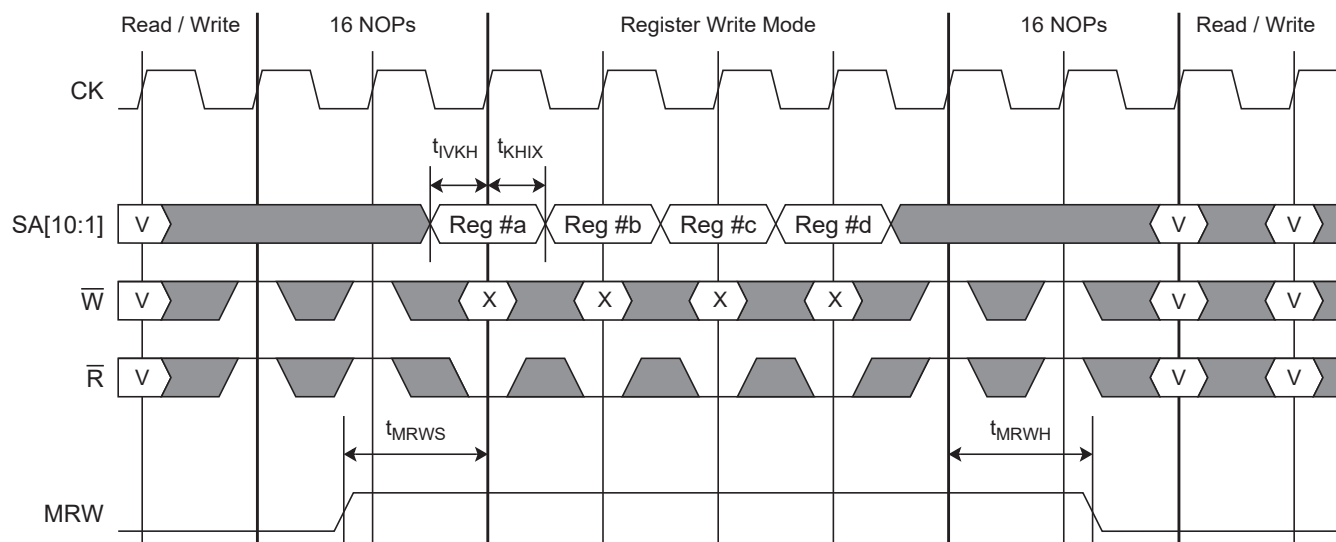 Read / Write 16 NOPs Register Write Mode 16 NOPs Read / Write
CK
tIVKH tKHIX
SA[10:1] V Reg #a Reg #b Reg #c Reg #d V V
W̅ V X X X X V V
R̅ V V V
tMRWS tMRWH
MRW